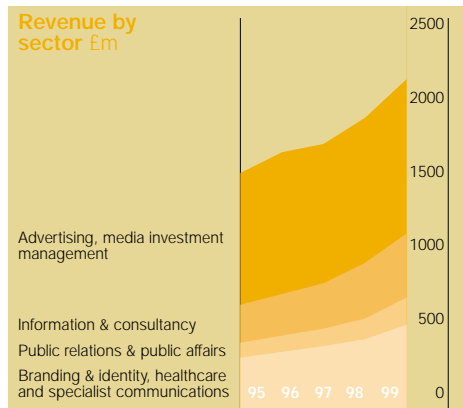 Revenue by
sector £m
2500
2000
1500
Advertising, media investment
management
1000
Information & consultancy
500
Public relations & public affairs
Branding & identity, healthcare
and specialist communications
95 96 97 98 99
0